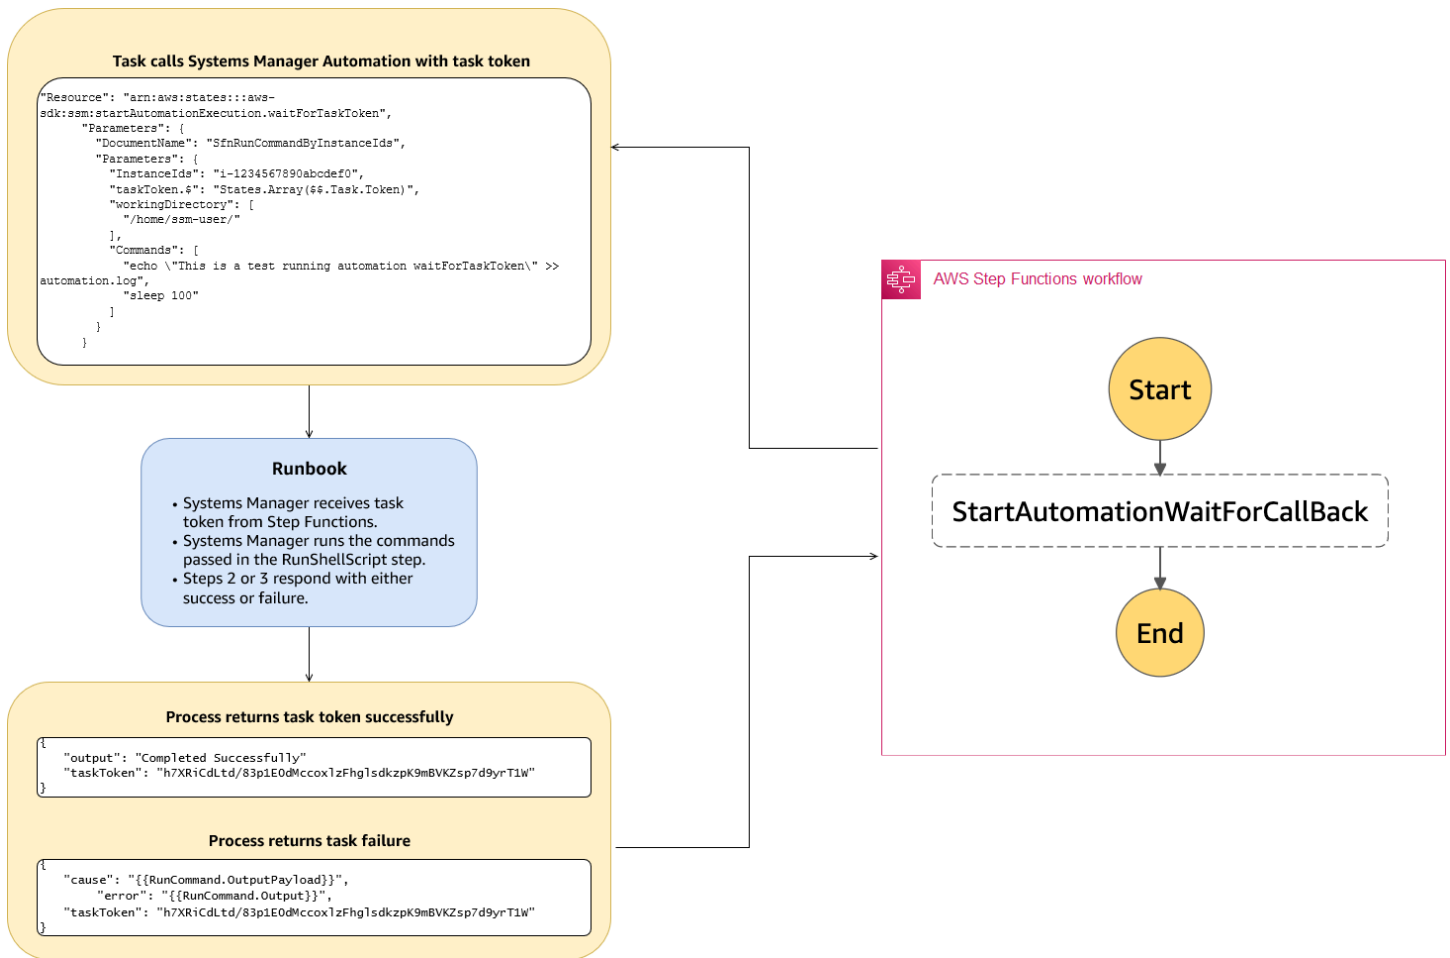 Task calls Systems Manager Automation with task token
"Resource": "arn:aws:states:::aws-
sdk:ssm:startAutomationExecution.waitForTaskToken",
"Parameters": {
"DocumentName": "SfnRunCommandByInstanceIds",
"Parameters": {
"InstanceIds": "i-1234567890abcdef0",
"taskToken.$": "States.Array($$.Task.Token)",
"workingDirectory": [
"/home/ssm-user/"
],
"Commands": [
"echo \"This is a test running automation waitForTaskToken\" >>
automation.log",
"sleep 100"
]
}
}
Runbook
• Systems Manager receives task
token from Step Functions.
• Systems Manager runs the commands
passed in the RunShellScript step.
• Steps 2 or 3 respond with either
success or failure.
Process returns task token successfully
{
"output": "Completed Successfully"
"taskToken": "h7XRiCdLtd/83p1E0dMccoxlzFhglsdkzpK9mBVKZsp7d9yrT1W"
}
Process returns task failure
{
"cause": "{{RunCommand.OutputPayload}}",
"error": "{{RunCommand.Output}}",
"taskToken": "h7XRiCdLtd/83p1E0dMccoxlzFhglsdkzpK9mBVKZsp7d9yrT1W"
}
AWS Step Functions workflow
Start
StartAutomationWaitForCallBack
End